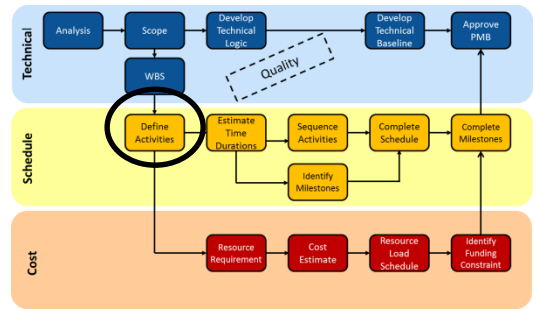 Technical
Analysis
Scope
Develop
Technical
Logic
Develop
Technical
Baseline
Approve
PMB
WBS
Quality
Schedule
Define
Activities
Estimate
Time
Durations
Sequence
Activities
Complete
Schedule
Complete
Milestones
Identify
Milestones
Cost
Resource
Requirement
Cost
Estimate
Resource
Load
Schedule
Identify
Funding
Constraint